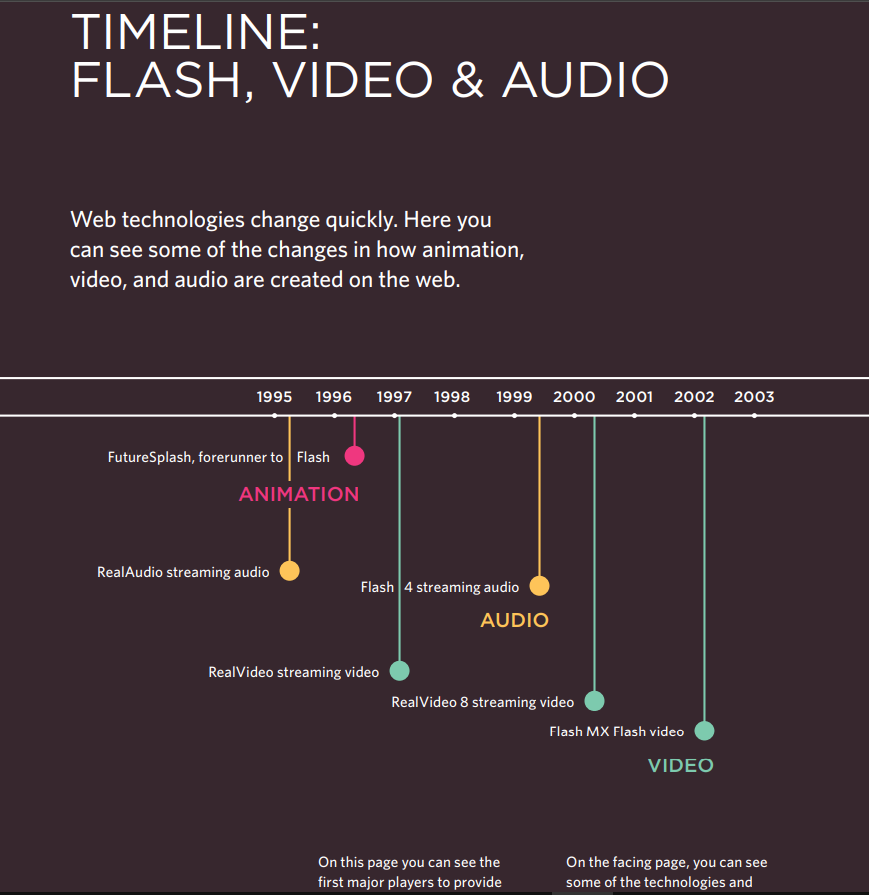 TIMELINE:
FLASH, VIDEO & AUDIO
Web technologies change quickly. Here you
can see some of the changes in how animation,
video, and audio are created on the web.
1995 1996 1997 1998 1999 2000 2001 2002 2003
FutureSplash, forerunner to Flash
ANIMATION
RealAudio streaming audio
Flash 4 streaming audio
AUDIO
RealVideo streaming video
RealVideo 8 streaming video
Flash MX Flash video
VIDEO
On this page you can see the
first major players to provide
On the facing page, you can see
some of the technologies and